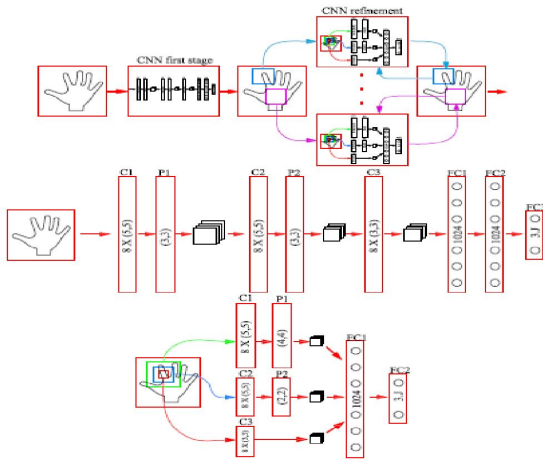 CNN refinement
CNN first stage
C1 P1 C2 P2 C3 FC1 FC2 FC3
8 X (5,5) (3,3) 8 X (5,5) (3,3) 8 X (3,3) 1024 1024 3J
C1 P1
8 X (5,5) (4,4)
FC1
C2 P2 FC2
8 X (5,5) (2,2) 1024 3J
C3
8 X(3,3)